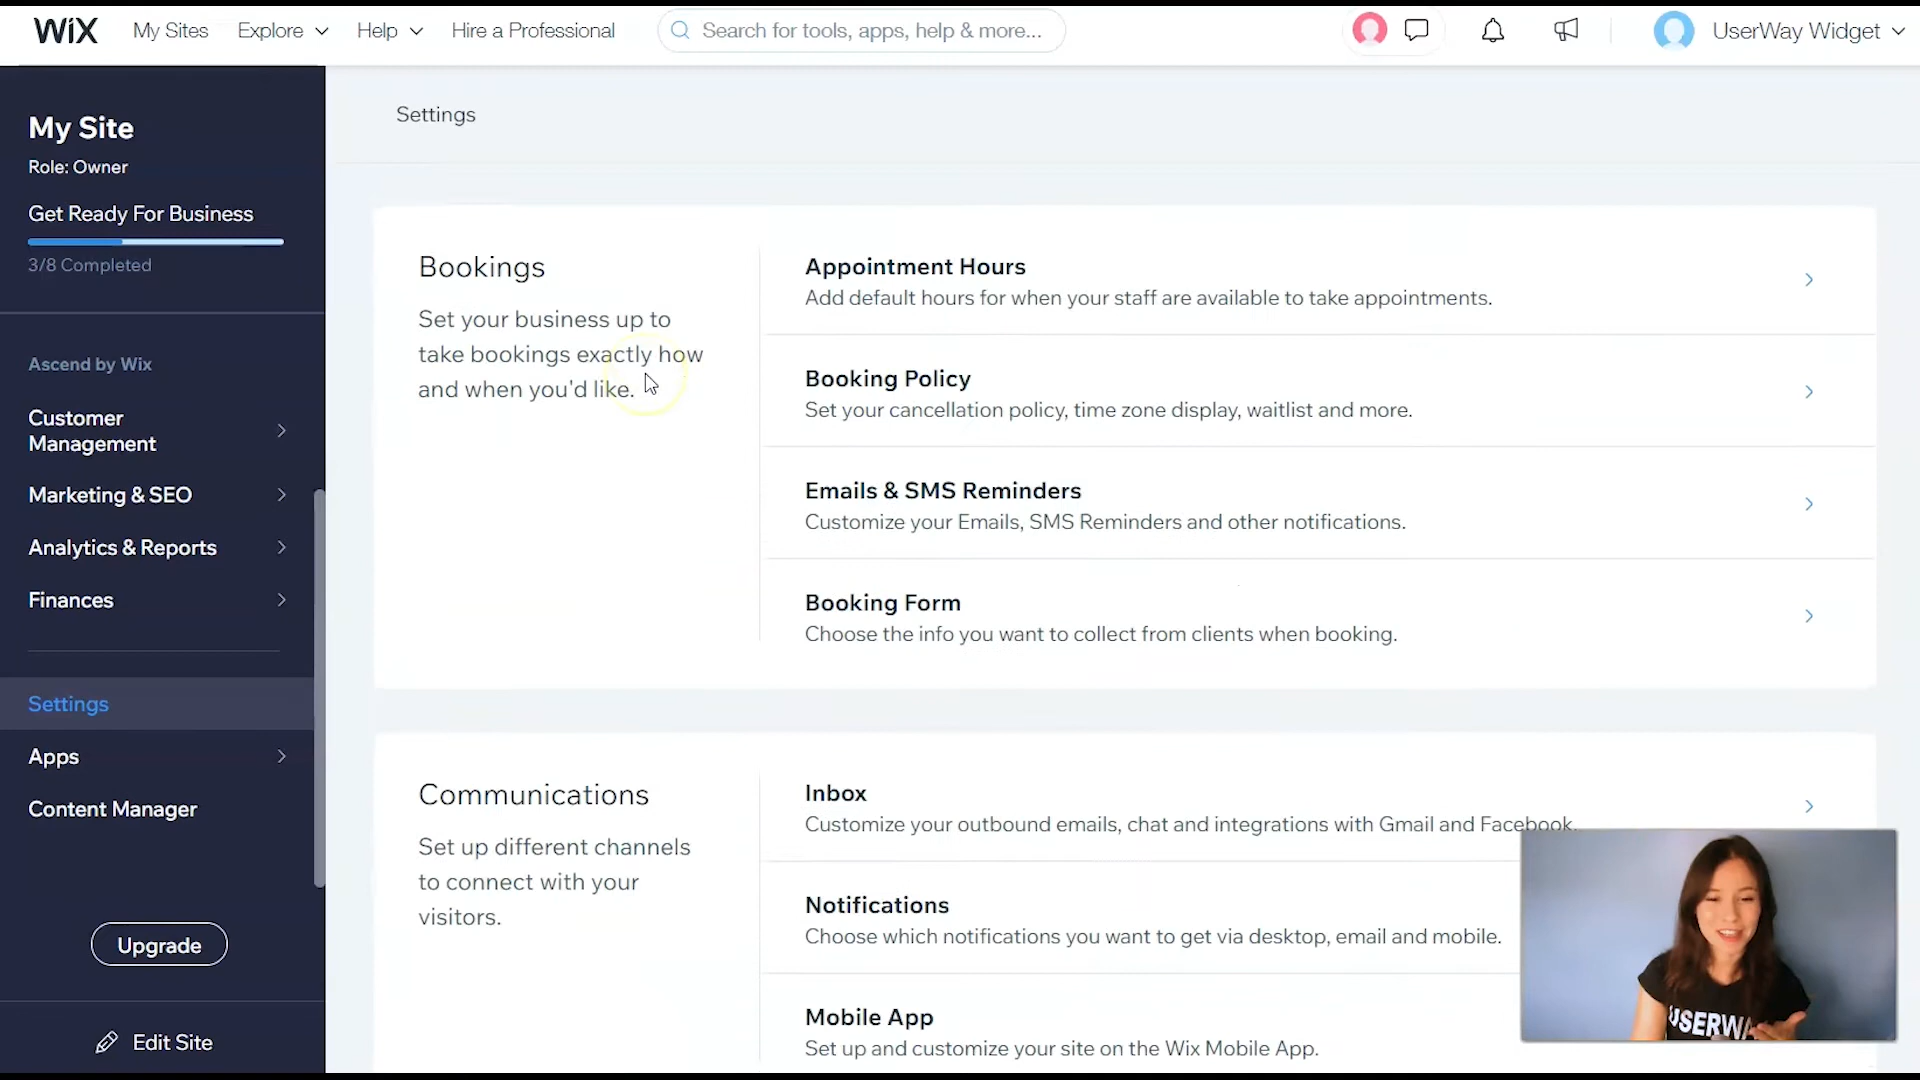 WiX My Sites Explore Help Hire a Professional Search for tools, apps, help & more... UserWay Widget
My Site
Role: Owner
Get Ready For Business
3/8 Completed
Ascend by Wix
Customer
Management
Marketing & SEO
Analytics & Reports
Finances
Settings
Apps
Content Manager
Upgrade
Edit Site
Settings
Bookings
Set your business up to
take bookings exactly how
and when you'd like.
Appointment Hours
Add default hours for when your staff are available to take appointments.
Booking Policy
Set your cancellation policy, time zone display, waitlist and more.
Emails & SMS Reminders
Customize your Emails, SMS Reminders and other notifications.
Booking Form
Choose the info you want to collect from clients when booking.
Communications
Set up different channels
to connect with your
visitors.
Inbox
Customize your outbound emails, chat and integrations with Gmail and Facebook.
Notifications
Choose which notifications you want to get via desktop, email and mobile.
Mobile App
Set up and customize your site on the Wix Mobile App.
USERWA